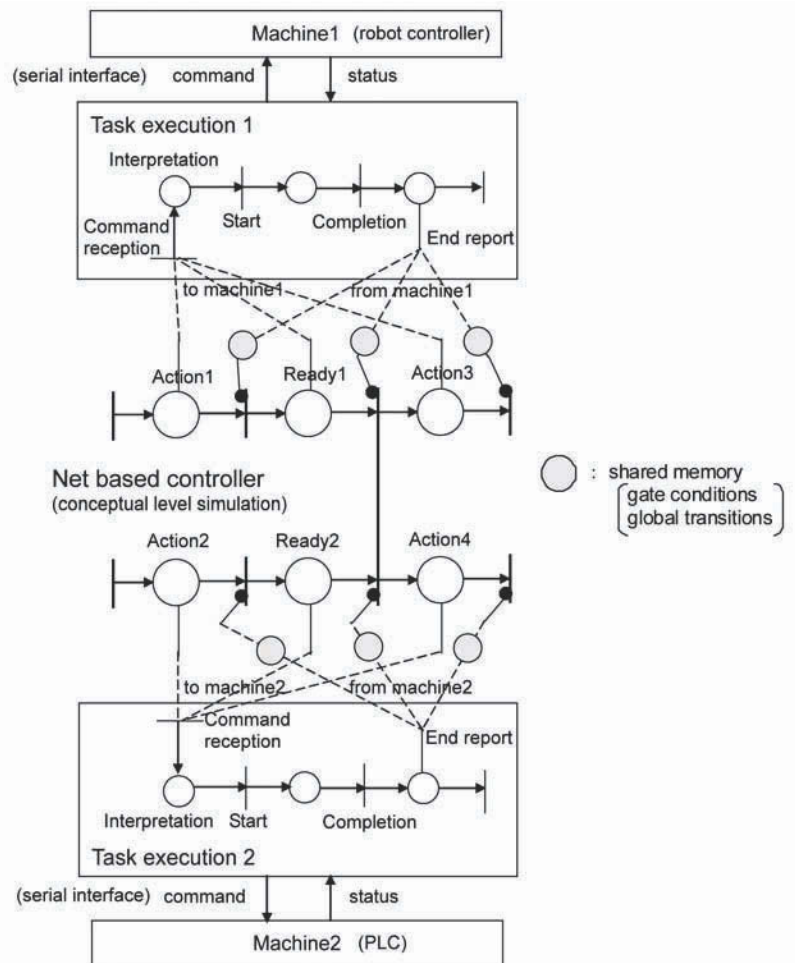 Machine1 (robot controller)
(serial interface) command status
Task execution 1
Interpretation
Start Completion
Command
reception
End report
to machine1 from machine1
Action1 Ready1 Action3
Net based controller
(conceptual level simulation)
: shared memory
gate conditions
global transitions
Action2 Ready2 Action4
to machine2 from machine2
Command
reception
End report
Interpretation Start Completion
Task execution 2
(serial interface) command status
Machine2 (PLC)